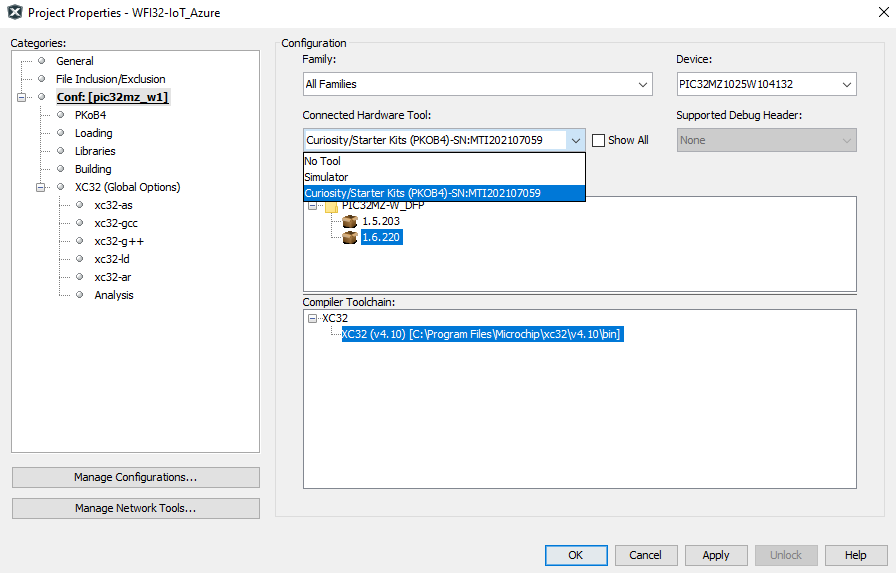 Project Properties - WFI32-IoT_Azure
Categories:
General
File Inclusion/Exclusion
Conf: [pic32mz_w1]
PKoB4
Loading
Libraries
Building
XC32 (Global Options)
xc32-as
xc32-gcc
xc32-g++
xc32-ld
xc32-ar
Analysis
Manage Configurations...
Manage Network Tools...
Configuration
Family:
Device:
All Families
PIC32MZ1025W104132
Connected Hardware Tool:
Supported Debug Header:
Curiosity/Starter Kits (PKOB4)-SN:MTI202107059
Show All
None
No Tool
Simulator
Curiosity/Starter Kits (PKOB4)-SN:MTI202107059
PIC32MZ-W_DFP
1.5.203
1.6.220
Compiler Toolchain:
XC32
XC32 (v4.10) [C:\Program Files\Microchip\xc32\v4.10\bin]
OK
Cancel
Apply
Unlock
Help